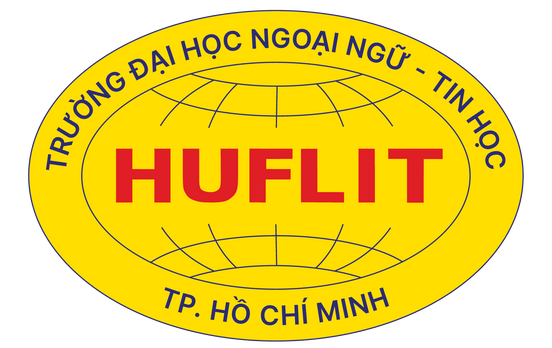 TRƯỜNG ĐẠI HỌC NGOẠI NGỮ - TIN HỌC
HUFLIT
TP. HỒ CHÍ MINH